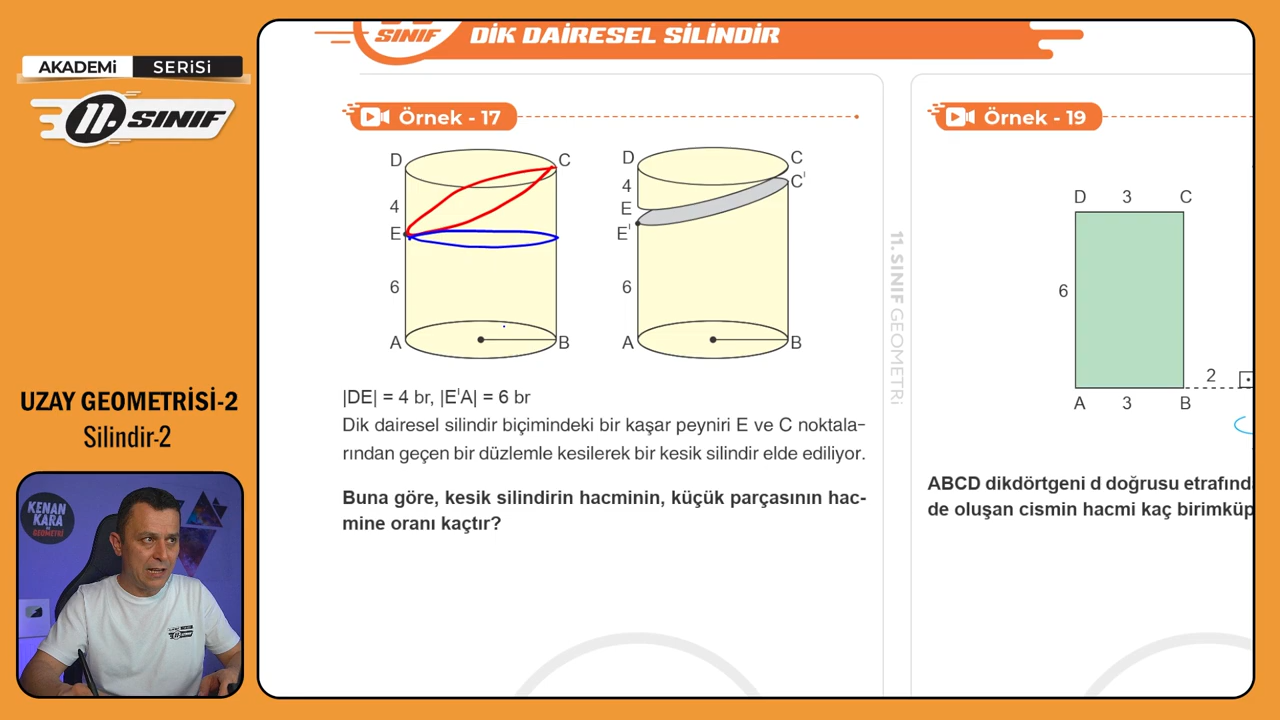 AKADEMİ SERİSİ
11. SINIF
UZAY GEOMETRİSİ-2
Silindir-2
KENAN
KARA
GEOMETRİ
SINIF
DİK DAİRESEL SİLİNDİR
Örnek - 17
D C
4
E
6
A B
D C
4 C'
E
E'
6
A B
|DE| = 4 br, |E'A| = 6 br
Dik dairesel silindir biçimindeki bir kaşar peyniri E ve C noktala-
rından geçen bir düzlemle kesilerek bir kesik silindir elde ediliyor.
Buna göre, kesik silindirin hacminin, küçük parçasının hac-
mine oranı kaçtır?
11. SINIF GEOMETRİ
Örnek - 19
D 3 C
6
2
A 3 B
ABCD dikdörtgeni d doğrusu etrafınd
de oluşan cismin hacmi kaç birimküp